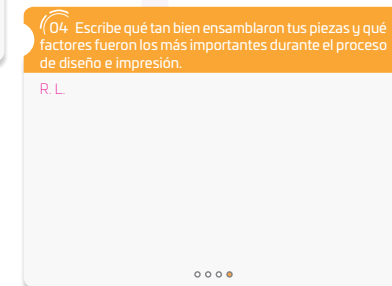 04 Escribe qué tan bien ensamblaron tus piezas y qué
factores fueron los más importantes durante el proceso
de diseño e impresión.
R. L.